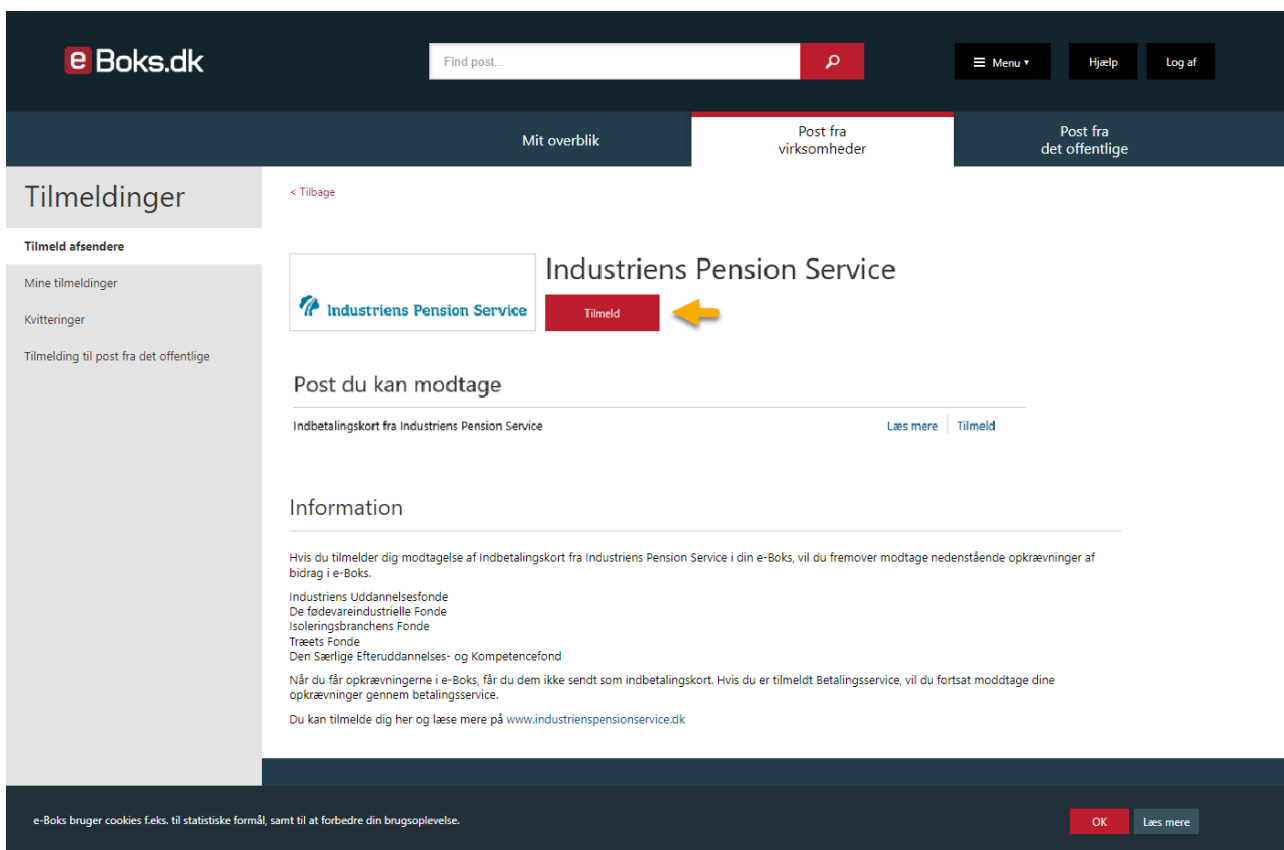 e Boks.dk
Find post...
Menu
Hjælp
Log af
Mit overblik
Post fra
virksomheder
Post fra
det offentlige
Tilmeldinger
Tilmeld afsendere
Mine tilmeldinger
Kvitteringer
Tilmelding til post fra det offentlige
< Tilbage
Industriens Pension Service
Industriens Pension Service
Tilmeld
Post du kan modtage
Indbetalingskort fra Industriens Pension Service
Læs mere
Tilmeld
Information
Hvis du tilmelder dig modtagelse af Indbetalingskort fra Industriens Pension Service i din e-Boks, vil du fremover modtage nedenstående opkrævninger af
bidrag i e-Boks.
Industriens Uddannelsesfonde
De fødevareindustrielle Fonde
Isoleringsbranchens Fonde
Træets Fonde
Den Særlige Efteruddannelses- og Kompetencefond
Når du får opkrævningerne i e-Boks, får du dem ikke sendt som indbetalingskort. Hvis du er tilmeldt Betalingsservice, vil du fortsat moddtage dine
opkrævninger gennem betalingsservice.
Du kan tilmelde dig her og læse mere på www.industrienspensionservice.dk
e-Boks bruger cookies f.eks. til statistiske formål, samt til at forbedre din brugsoplevelse.
OK
Læs mere